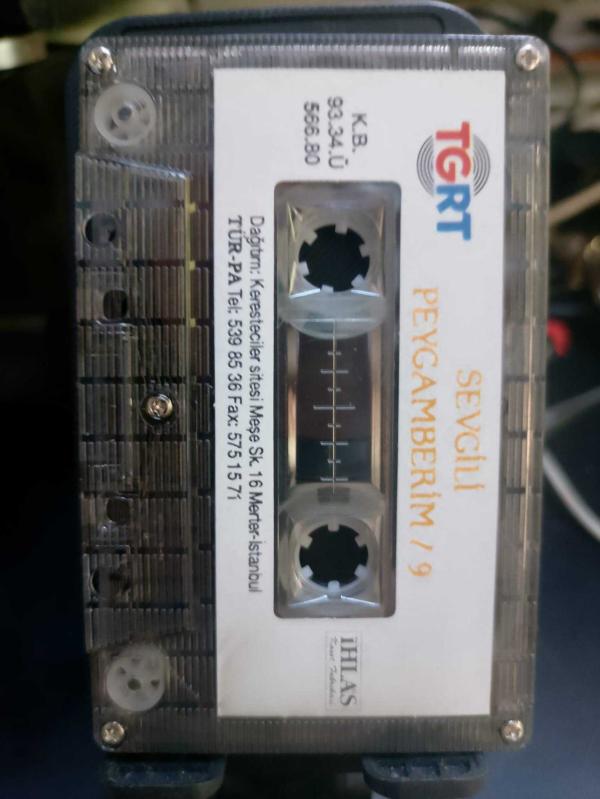 TGRT
SEVGİLİ
PEYGAMBERİM / 9
K.B.
93.34.Ü
566.80
İHLAS
Dağıtım: Keresteciler sitesi Meşe Sk. 16 Merter-İstanbul
TÜR-PA Tel: 539 85 36 Fax: 575 15 71